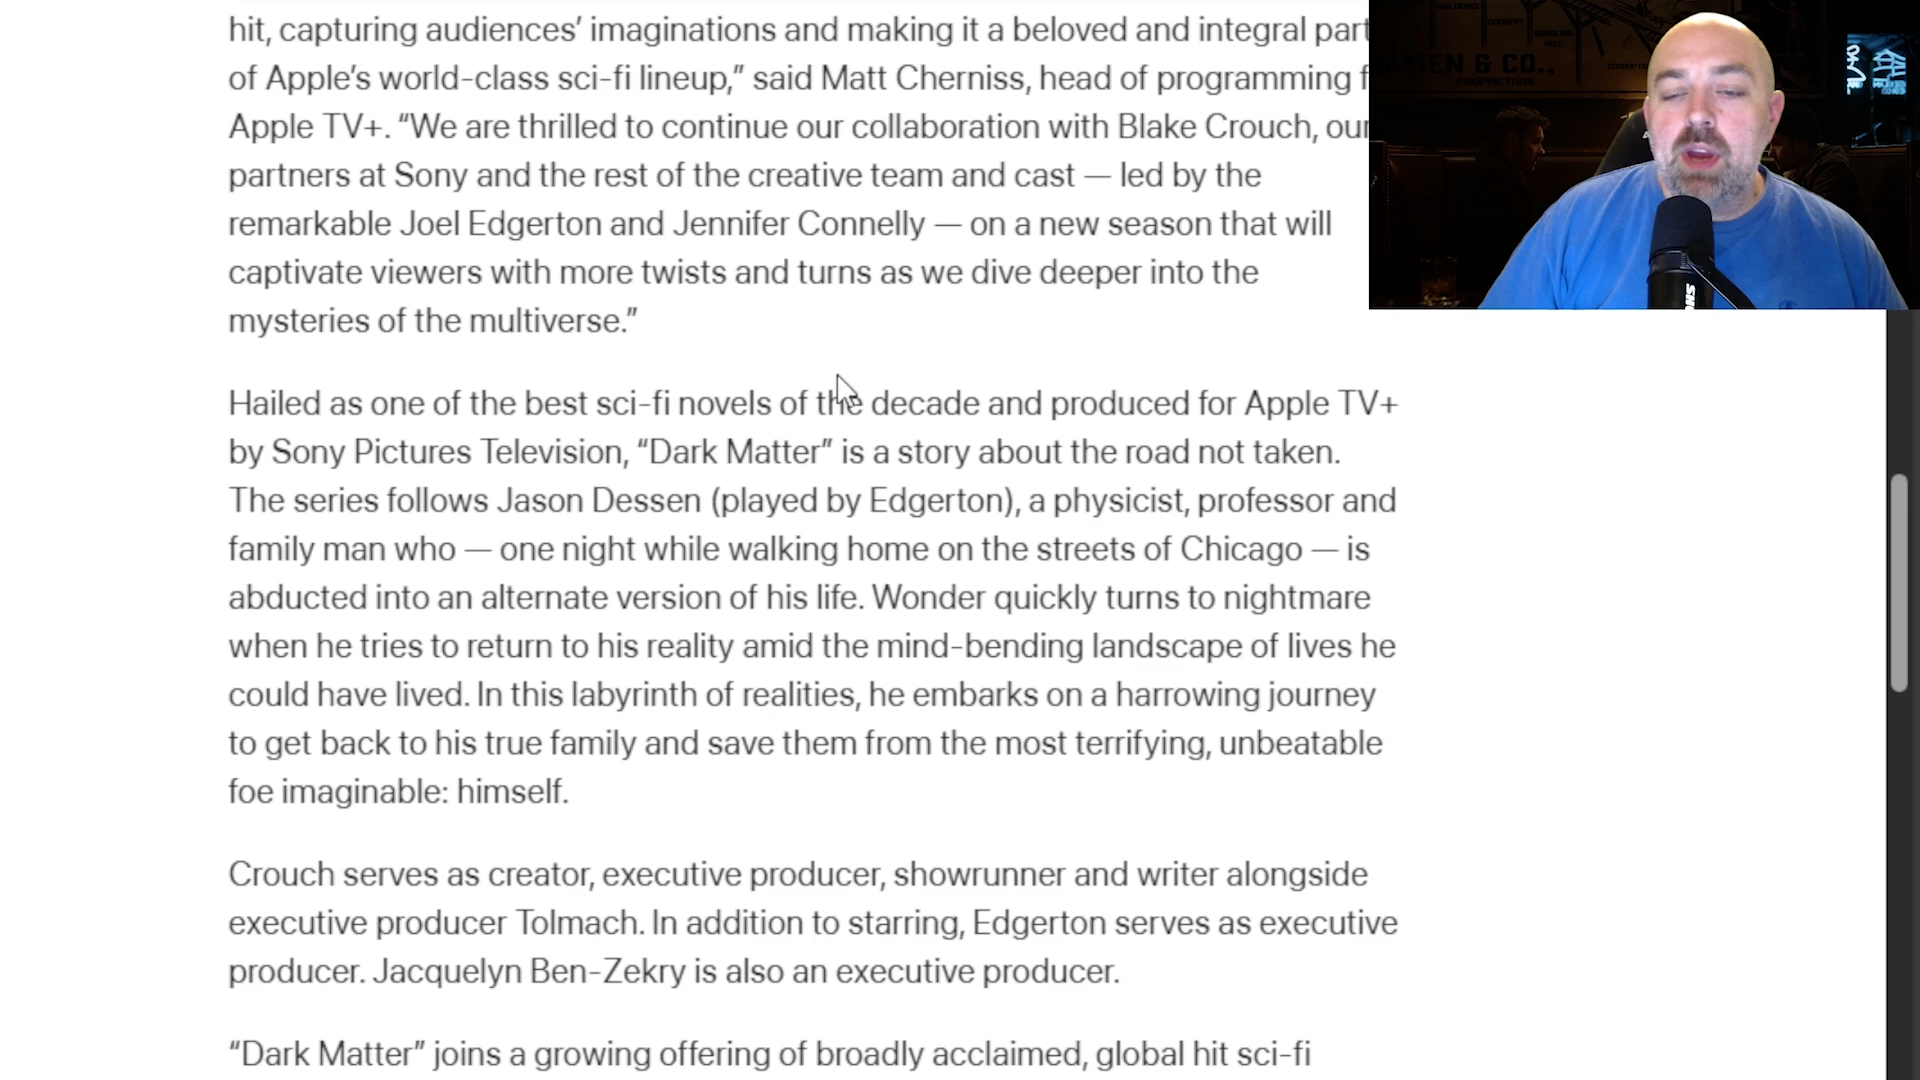 hit, capturing audiences’ imaginations and making it a beloved and integral part
of Apple’s world-class sci-fi lineup,” said Matt Cherniss, head of programming f
Apple TV+. “We are thrilled to continue our collaboration with Blake Crouch, our
partners at Sony and the rest of the creative team and cast — led by the
remarkable Joel Edgerton and Jennifer Connelly — on a new season that will
captivate viewers with more twists and turns as we dive deeper into the
mysteries of the multiverse.”
Hailed as one of the best sci-fi novels of the decade and produced for Apple TV+
by Sony Pictures Television, “Dark Matter” is a story about the road not taken.
The series follows Jason Dessen (played by Edgerton), a physicist, professor and
family man who — one night while walking home on the streets of Chicago — is
abducted into an alternate version of his life. Wonder quickly turns to nightmare
when he tries to return to his reality amid the mind-bending landscape of lives he
could have lived. In this labyrinth of realities, he embarks on a harrowing journey
to get back to his true family and save them from the most terrifying, unbeatable
foe imaginable: himself.
Crouch serves as creator, executive producer, showrunner and writer alongside
executive producer Tolmach. In addition to starring, Edgerton serves as executive
producer. Jacquelyn Ben-Zekry is also an executive producer.
“Dark Matter” joins a growing offering of broadly acclaimed, global hit sci-fi
AMEN & CO.,
PROPRIETORS.